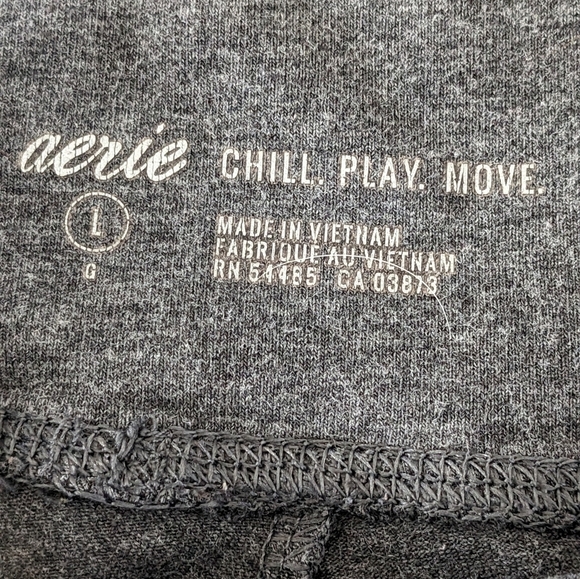 aerie CHILL. PLAY. MOVE.
L
G
MADE IN VIETNAM
FABRIQUE AU VIETNAM
RN 54485 CA 03873